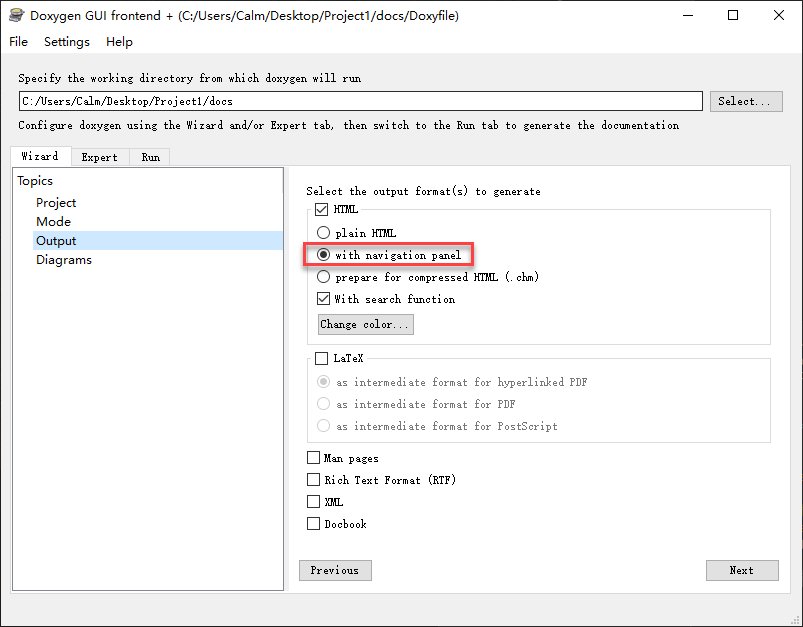 Doxygen GUI frontend + (C:/Users/Calm/Desktop/Project1/docs/Doxyfile)
File Settings Help
Specify the working directory from which doxygen will run
C:/Users/Calm/Desktop/Project1/docs
Select...
Configure doxygen using the Wizard and/or Expert tab, then switch to the Run tab to generate the documentation
Wizard Expert Run
Topics
Project
Mode
Output
Diagrams
Select the output format(s) to generate
HTML
plain HTML
with navigation panel
prepare for compressed HTML (.chm)
With search function
Change color...
LaTeX
as intermediate format for hyperlinked PDF
as intermediate format for PDF
as intermediate format for PostScript
Man pages
Rich Text Format (RTF)
XML
Docbook
Previous
Next